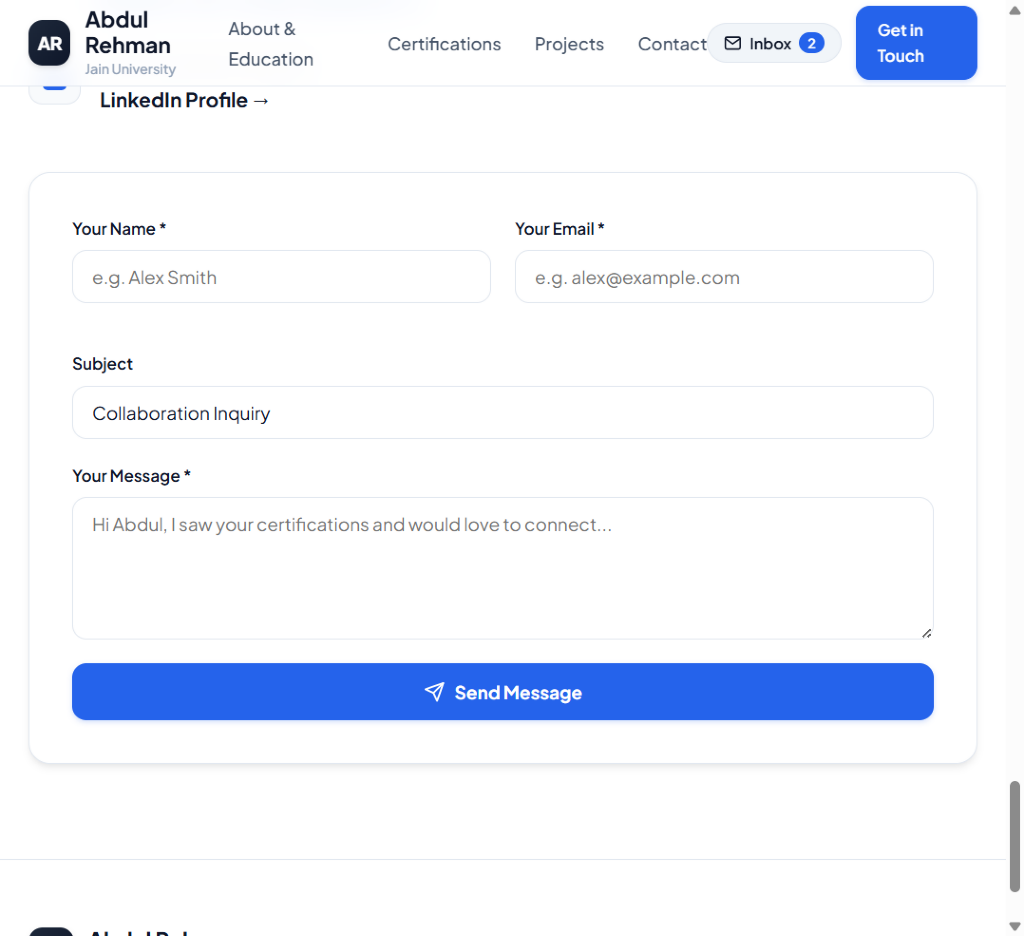 AR
Abdul
Rehman
Jain University
About &
Education
Certifications
Projects
Contact
Inbox 2
Get in
Touch
LinkedIn Profile →
Your Name *
Your Email *
e.g. Alex Smith
e.g. alex@example.com
Subject
Collaboration Inquiry
Your Message *
Hi Abdul, I saw your certifications and would love to connect...
Send Message